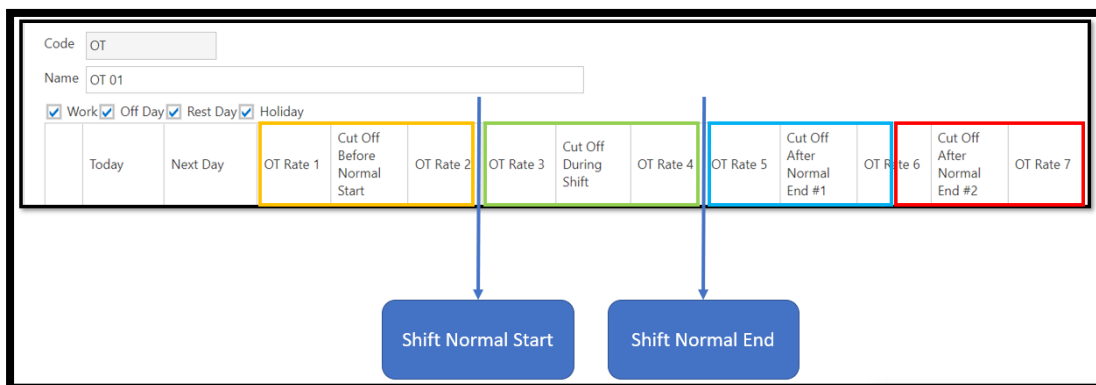 Code OT
Name OT 01
Work Off Day Rest Day Holiday
Today
Next Day
OT Rate 1
Cut Off
Before
Normal
Start
OT Rate 2
OT Rate 3
Cut Off
During
Shift
OT Rate 4
OT Rate 5
Cut Off
After
Normal
End #1
OT Rate 6
Cut Off
After
Normal
End #2
OT Rate 7
Shift Normal Start
Shift Normal End